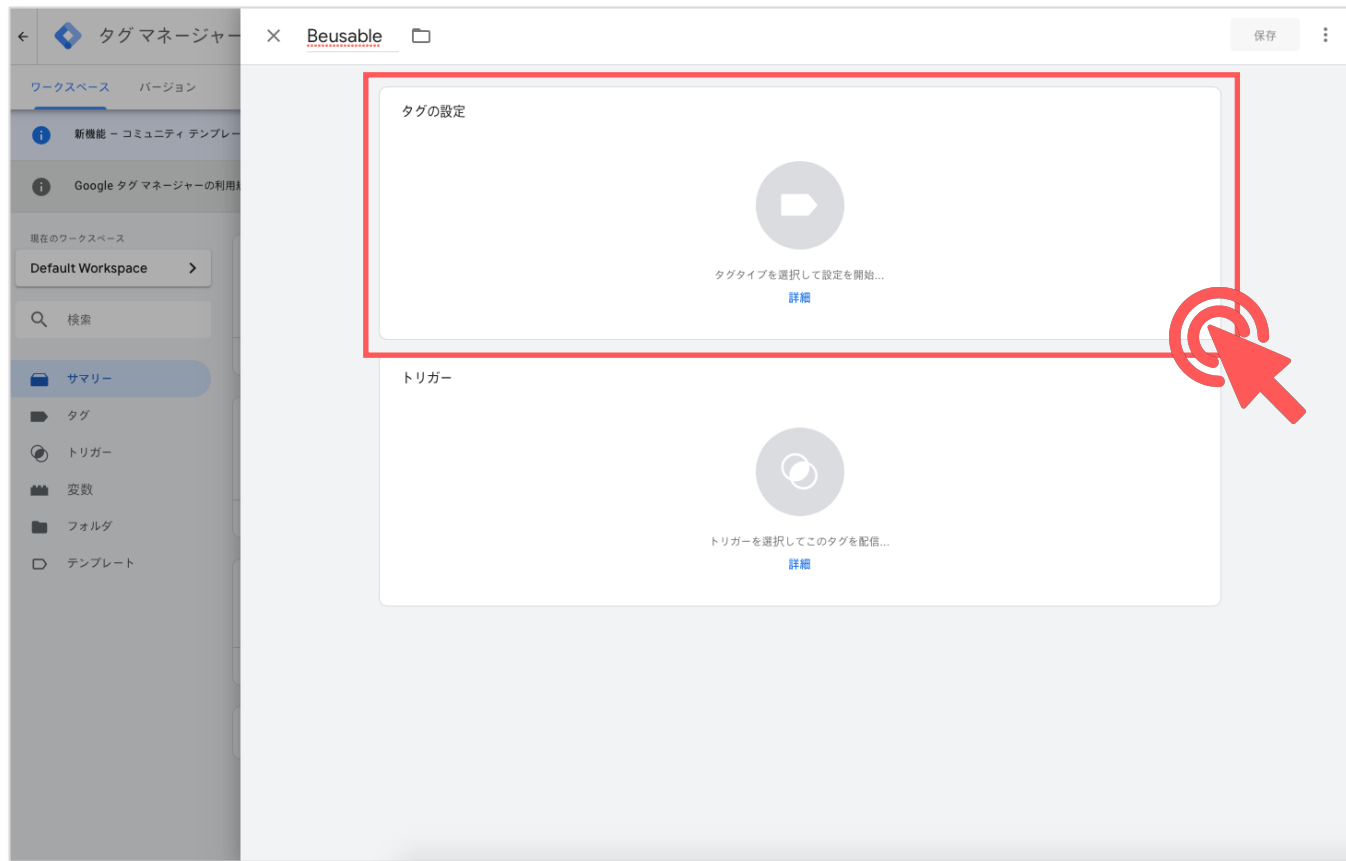 タグ マネージャー
Beusable
保存
ワークスペース
バージョン
新機能 – コミュニティ テンプレー
Google タグ マネージャーの利用
現在のワークスペース
Default Workspace
検索
サマリー
タグ
トリガー
変数
フォルダ
テンプレート
タグの設定
タグタイプを選択して設定を開始...
詳細
トリガー
トリガーを選択してこのタグを配信...
詳細